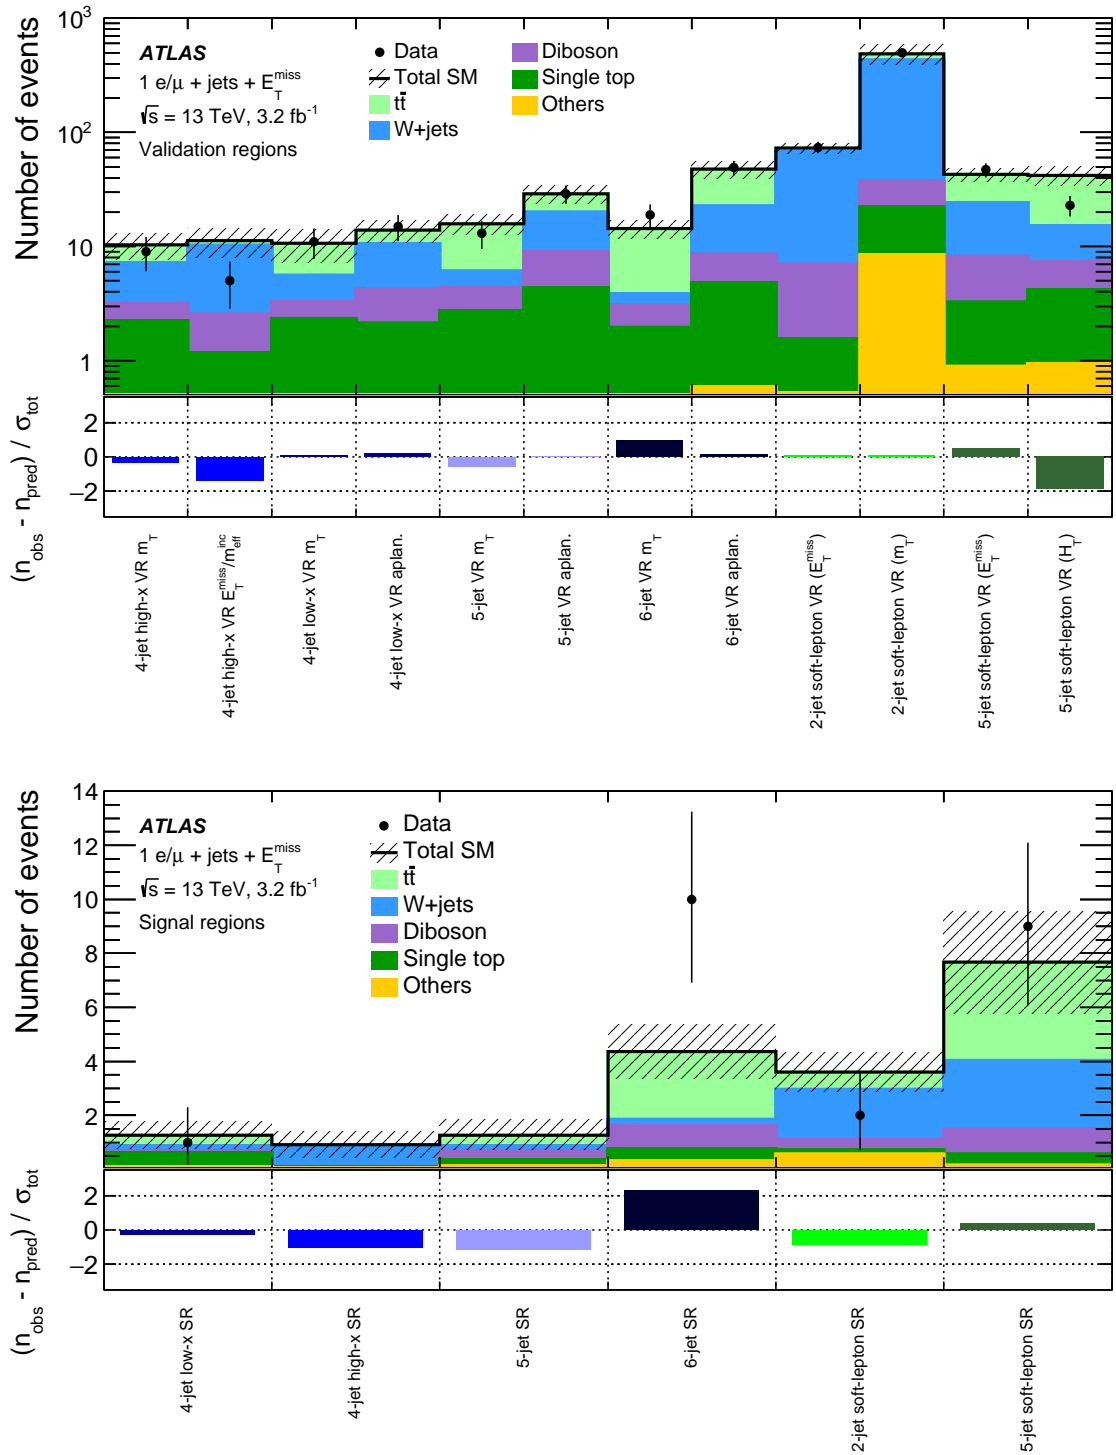 Number of events
10³
10²
10
1
ATLAS
1 e/μ + jets + E_T^miss
√s = 13 TeV, 3.2 fb⁻¹
Validation regions
Data
Total SM
tt̄
W+jets
Diboson
Single top
Others
(n_obs - n_pred) / σ_tot
2
0
−2
4-jet high-x VR m_T
4-jet high-x VR E_T^miss/m_eff^inc
4-jet low-x VR m_T
4-jet low-x VR aplan.
5-jet VR m_T
5-jet VR aplan.
6-jet VR m_T
6-jet VR aplan.
2-jet soft-lepton VR (E_T^miss)
2-jet soft-lepton VR (m_T)
5-jet soft-lepton VR (E_T^miss)
5-jet soft-lepton VR (H_T)
Number of events
14
12
10
8
6
4
2
ATLAS
1 e/μ + jets + E_T^miss
√s = 13 TeV, 3.2 fb⁻¹
Signal regions
Data
Total SM
tt̄
W+jets
Diboson
Single top
Others
(n_obs - n_pred) / σ_tot
2
0
−2
4-jet low-x SR
4-jet high-x SR
5-jet SR
6-jet SR
2-jet soft-lepton SR
5-jet soft-lepton SR